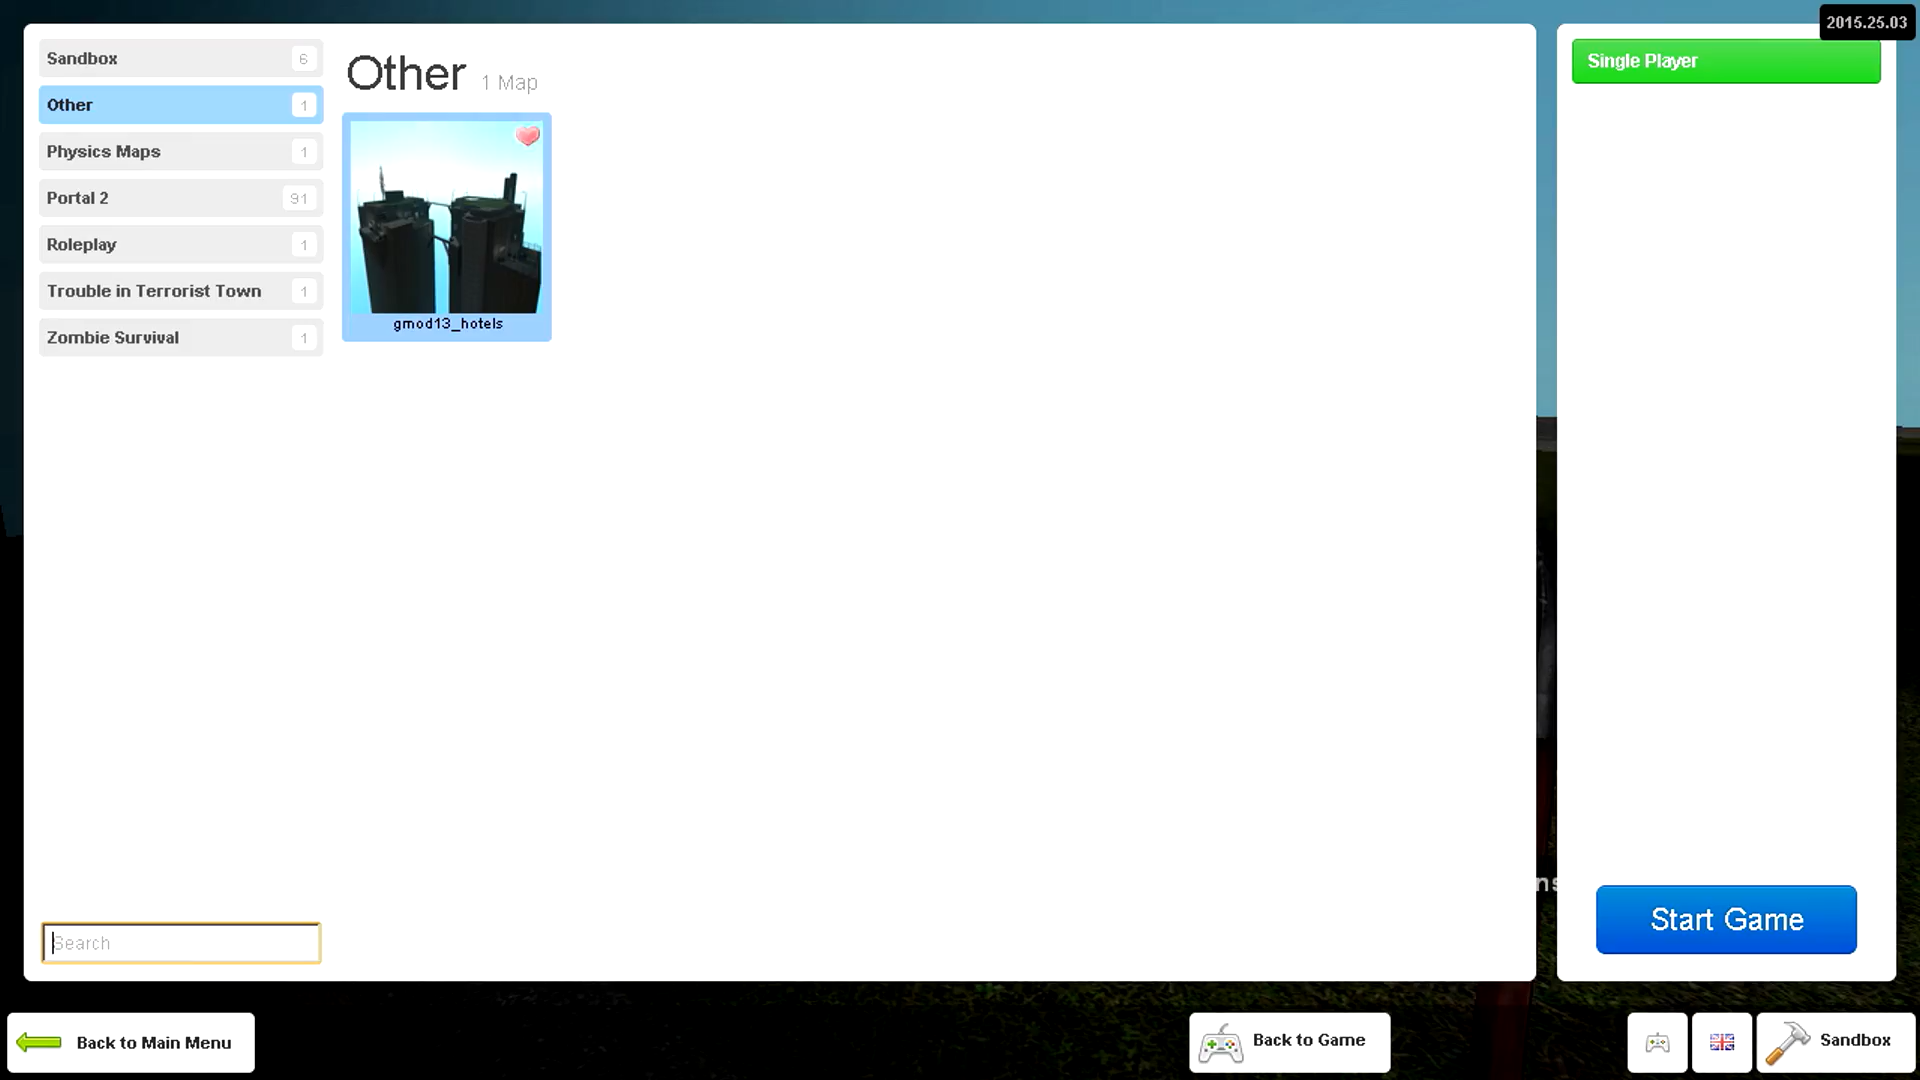 2015.25.03
Sandbox 6
Other 1
Physics Maps 1
Portal 2 91
Roleplay 1
Trouble in Terrorist Town 1
Zombie Survival 1
Other 1 Map
gmod13_hotels
Search
Single Player
Start Game
Back to Main Menu
Back to Game
Sandbox